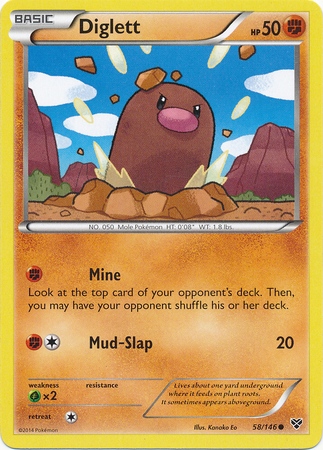 BASIC Diglett HP 50
NO. 050 Mole Pokémon. HT: 0'08" WT: 1.8 lbs.
Mine
Look at the top card of your opponent's deck. Then,
you may have your opponent shuffle his or her deck.
Mud-Slap 20
weakness resistance
×2
retreat
Lives about one yard underground
where it feeds on plant roots.
It sometimes appears aboveground.
©2014 Pokémon Illus. Kanako Eo 58/146